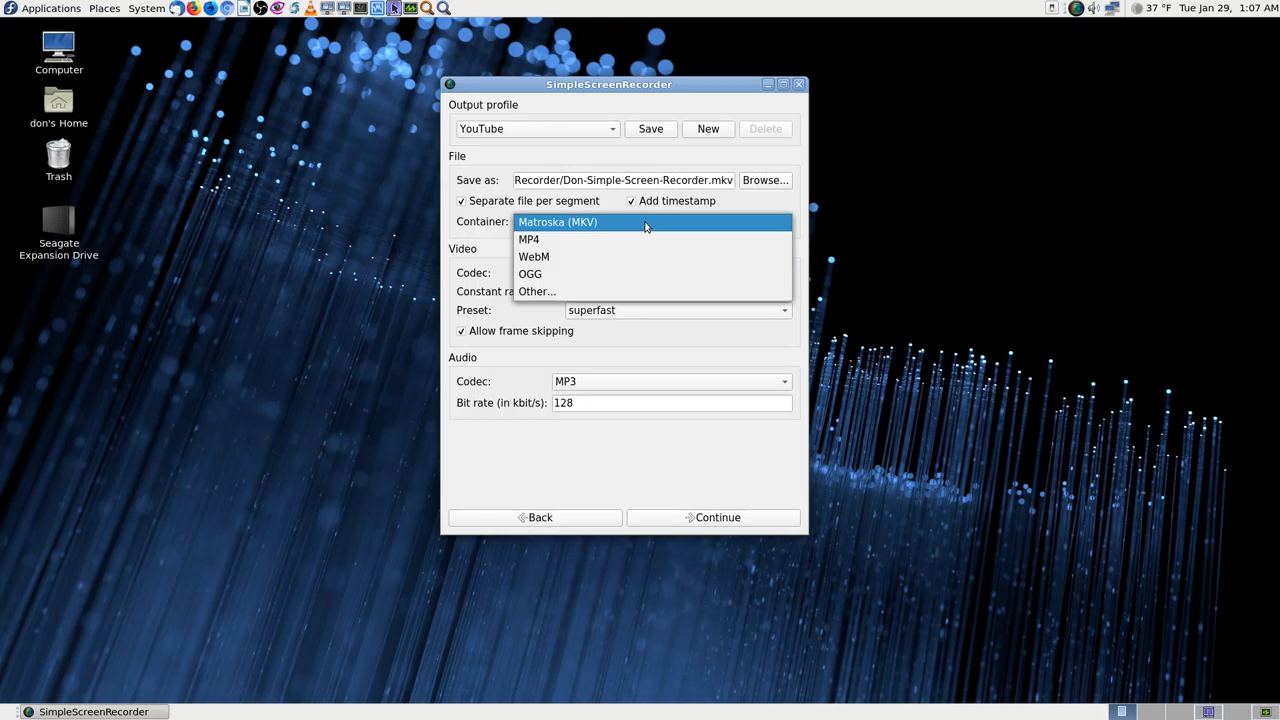 Applications Places System
37 °F Tue Jan 29, 1:07 AM
Computer
don's Home
Trash
Seagate
Expansion Drive
SimpleScreenRecorder
Output profile
YouTube Save New Delete
File
Save as: Recorder/Don-Simple-Screen-Recorder.mkv Browse...
Separate file per segment Add timestamp
Container: Matroska (MKV)
MP4
Video
WebM
Codec: OGG
Constant ra Other...
Preset: superfast
Allow frame skipping
Audio
Codec: MP3
Bit rate (in kbit/s): 128
Back Continue
SimpleScreenRecorder